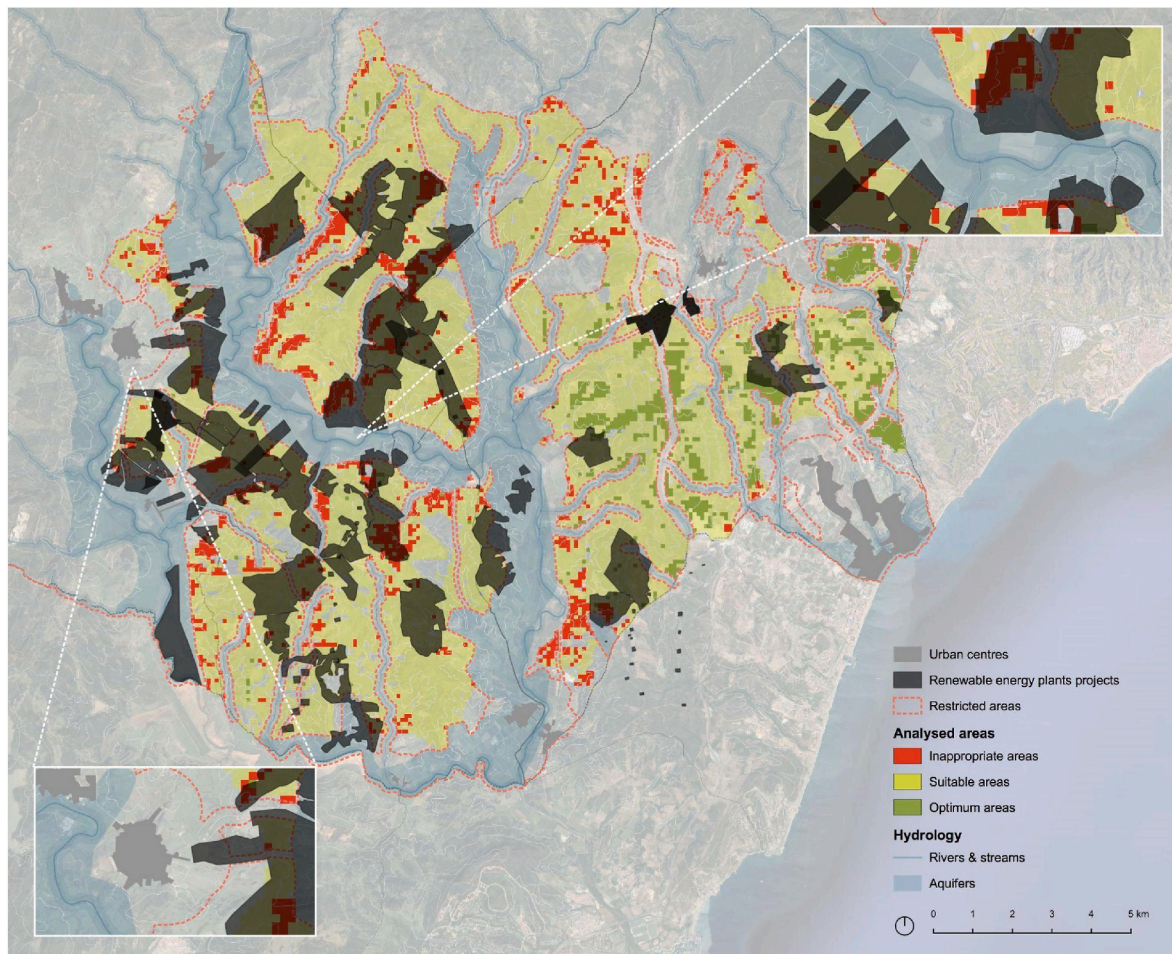 Urban centres
Renewable energy plants projects
Restricted areas
Analysed areas
Inappropriate areas
Suitable areas
Optimum areas
Hydrology
Rivers & streams
Aquifers
0 1 2 3 4 5 km